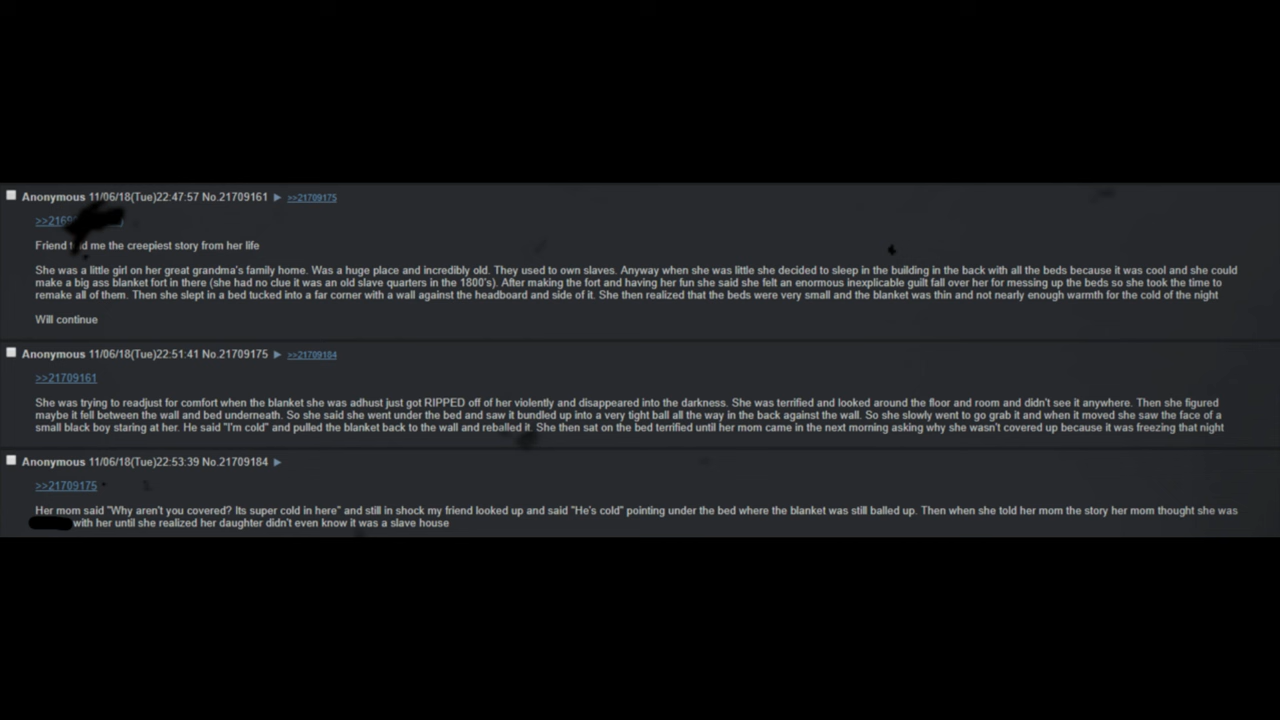 Anonymous 11/06/18(Tue)22:47:57 No.21709161 ▶ >>21709175
>>216
Friend told me the creepiest story from her life
She was a little girl on her great grandma's family home. Was a huge place and incredibly old. They used to own slaves. Anyway when she was little she decided to sleep in the building in the back with all the beds because it was cool and she could
make a big ass blanket fort in there (she had no clue it was an old slave quarters in the 1800's). After making the fort and having her fun she said she felt an enormous inexplicable guilt fall over her for messing up the beds so she took the time to
remake all of them. Then she slept in a bed tucked into a far corner with a wall against the headboard and side of it. She then realized that the beds were very small and the blanket was thin and not nearly enough warmth for the cold of the night
Will continue
Anonymous 11/06/18(Tue)22:51:41 No.21709175 ▶ >>21709184
>>21709161
She was trying to readjust for comfort when the blanket she was adhust just got RIPPED off of her violently and disappeared into the darkness. She was terrified and looked around the floor and room and didn't see it anywhere. Then she figured
maybe it fell between the wall and bed underneath. So she said she went under the bed and saw it bundled up into a very tight ball all the way in the back against the wall. So she slowly went to go grab it and when it moved she saw the face of a
small black boy staring at her. He said "I'm cold" and pulled the blanket back to the wall and reballed it. She then sat on the bed terrified until her mom came in the next morning asking why she wasn't covered up because it was freezing that night
Anonymous 11/06/18(Tue)22:53:39 No.21709184 ▶
>>21709175
Her mom said "Why aren't you covered? Its super cold in here" and still in shock my friend looked up and said "He's cold" pointing under the bed where the blanket was still balled up. Then when she told her mom the story her mom thought she was
with her until she realized her daughter didn't even know it was a slave house